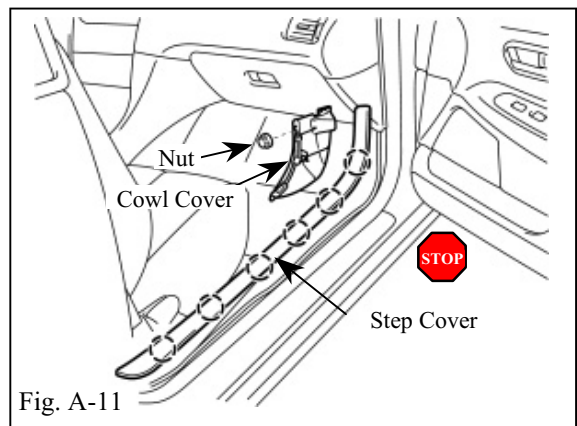 Nut
Cowl Cover
STOP
Step Cover
Fig. A-11